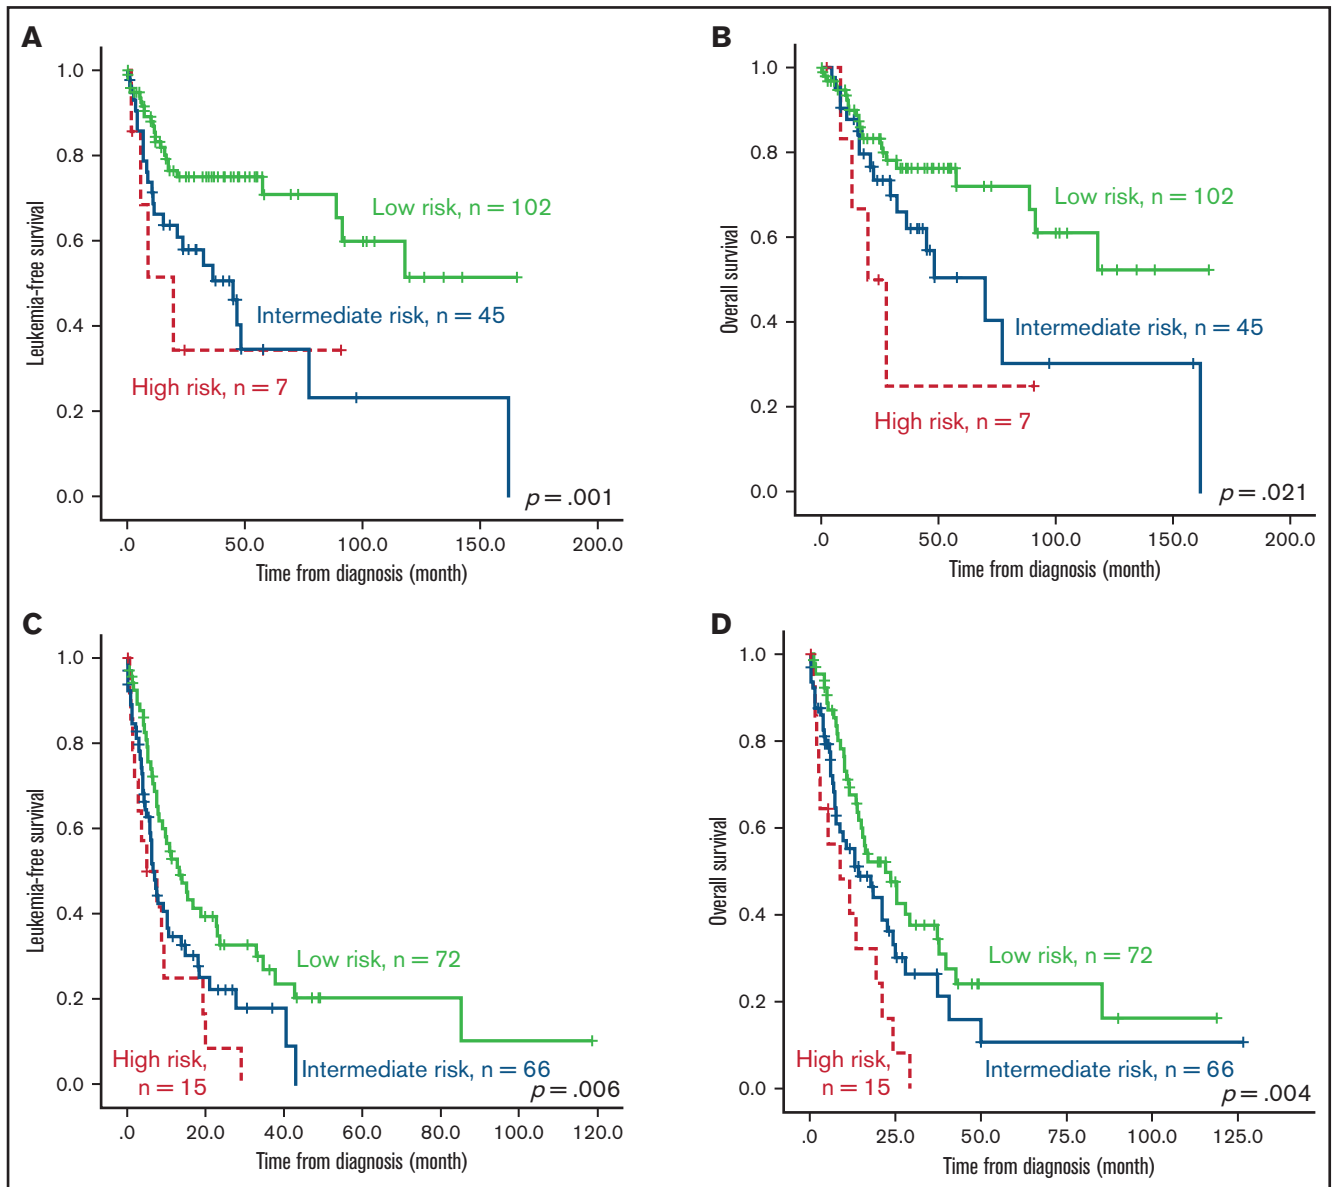 A
Leukemia-free survival
1.0
0.8
0.6
0.4
0.2
0.0
Low risk, n = 102
Intermediate risk, n = 45
High risk, n = 7
p = .001
.0 50.0 100.0 150.0 200.0
Time from diagnosis (month)
B
Overall survival
1.0
0.8
0.6
0.4
0.2
0.0
Low risk, n = 102
Intermediate risk, n = 45
High risk, n = 7
p = .021
.0 50.0 100.0 150.0 200.0
Time from diagnosis (month)
C
Leukemia-free survival
1.0
0.8
0.6
0.4
0.2
0.0
Low risk, n = 72
High risk,
n = 15
Intermediate risk, n = 66
p = .006
.0 20.0 40.0 60.0 80.0 100.0 120.0
Time from diagnosis (month)
D
Overall survival
1.0
0.8
0.6
0.4
0.2
0.0
Low risk, n = 72
High risk,
n = 15
Intermediate risk, n = 66
p = .004
.0 25.0 50.0 75.0 100.0 125.0
Time from diagnosis (month)